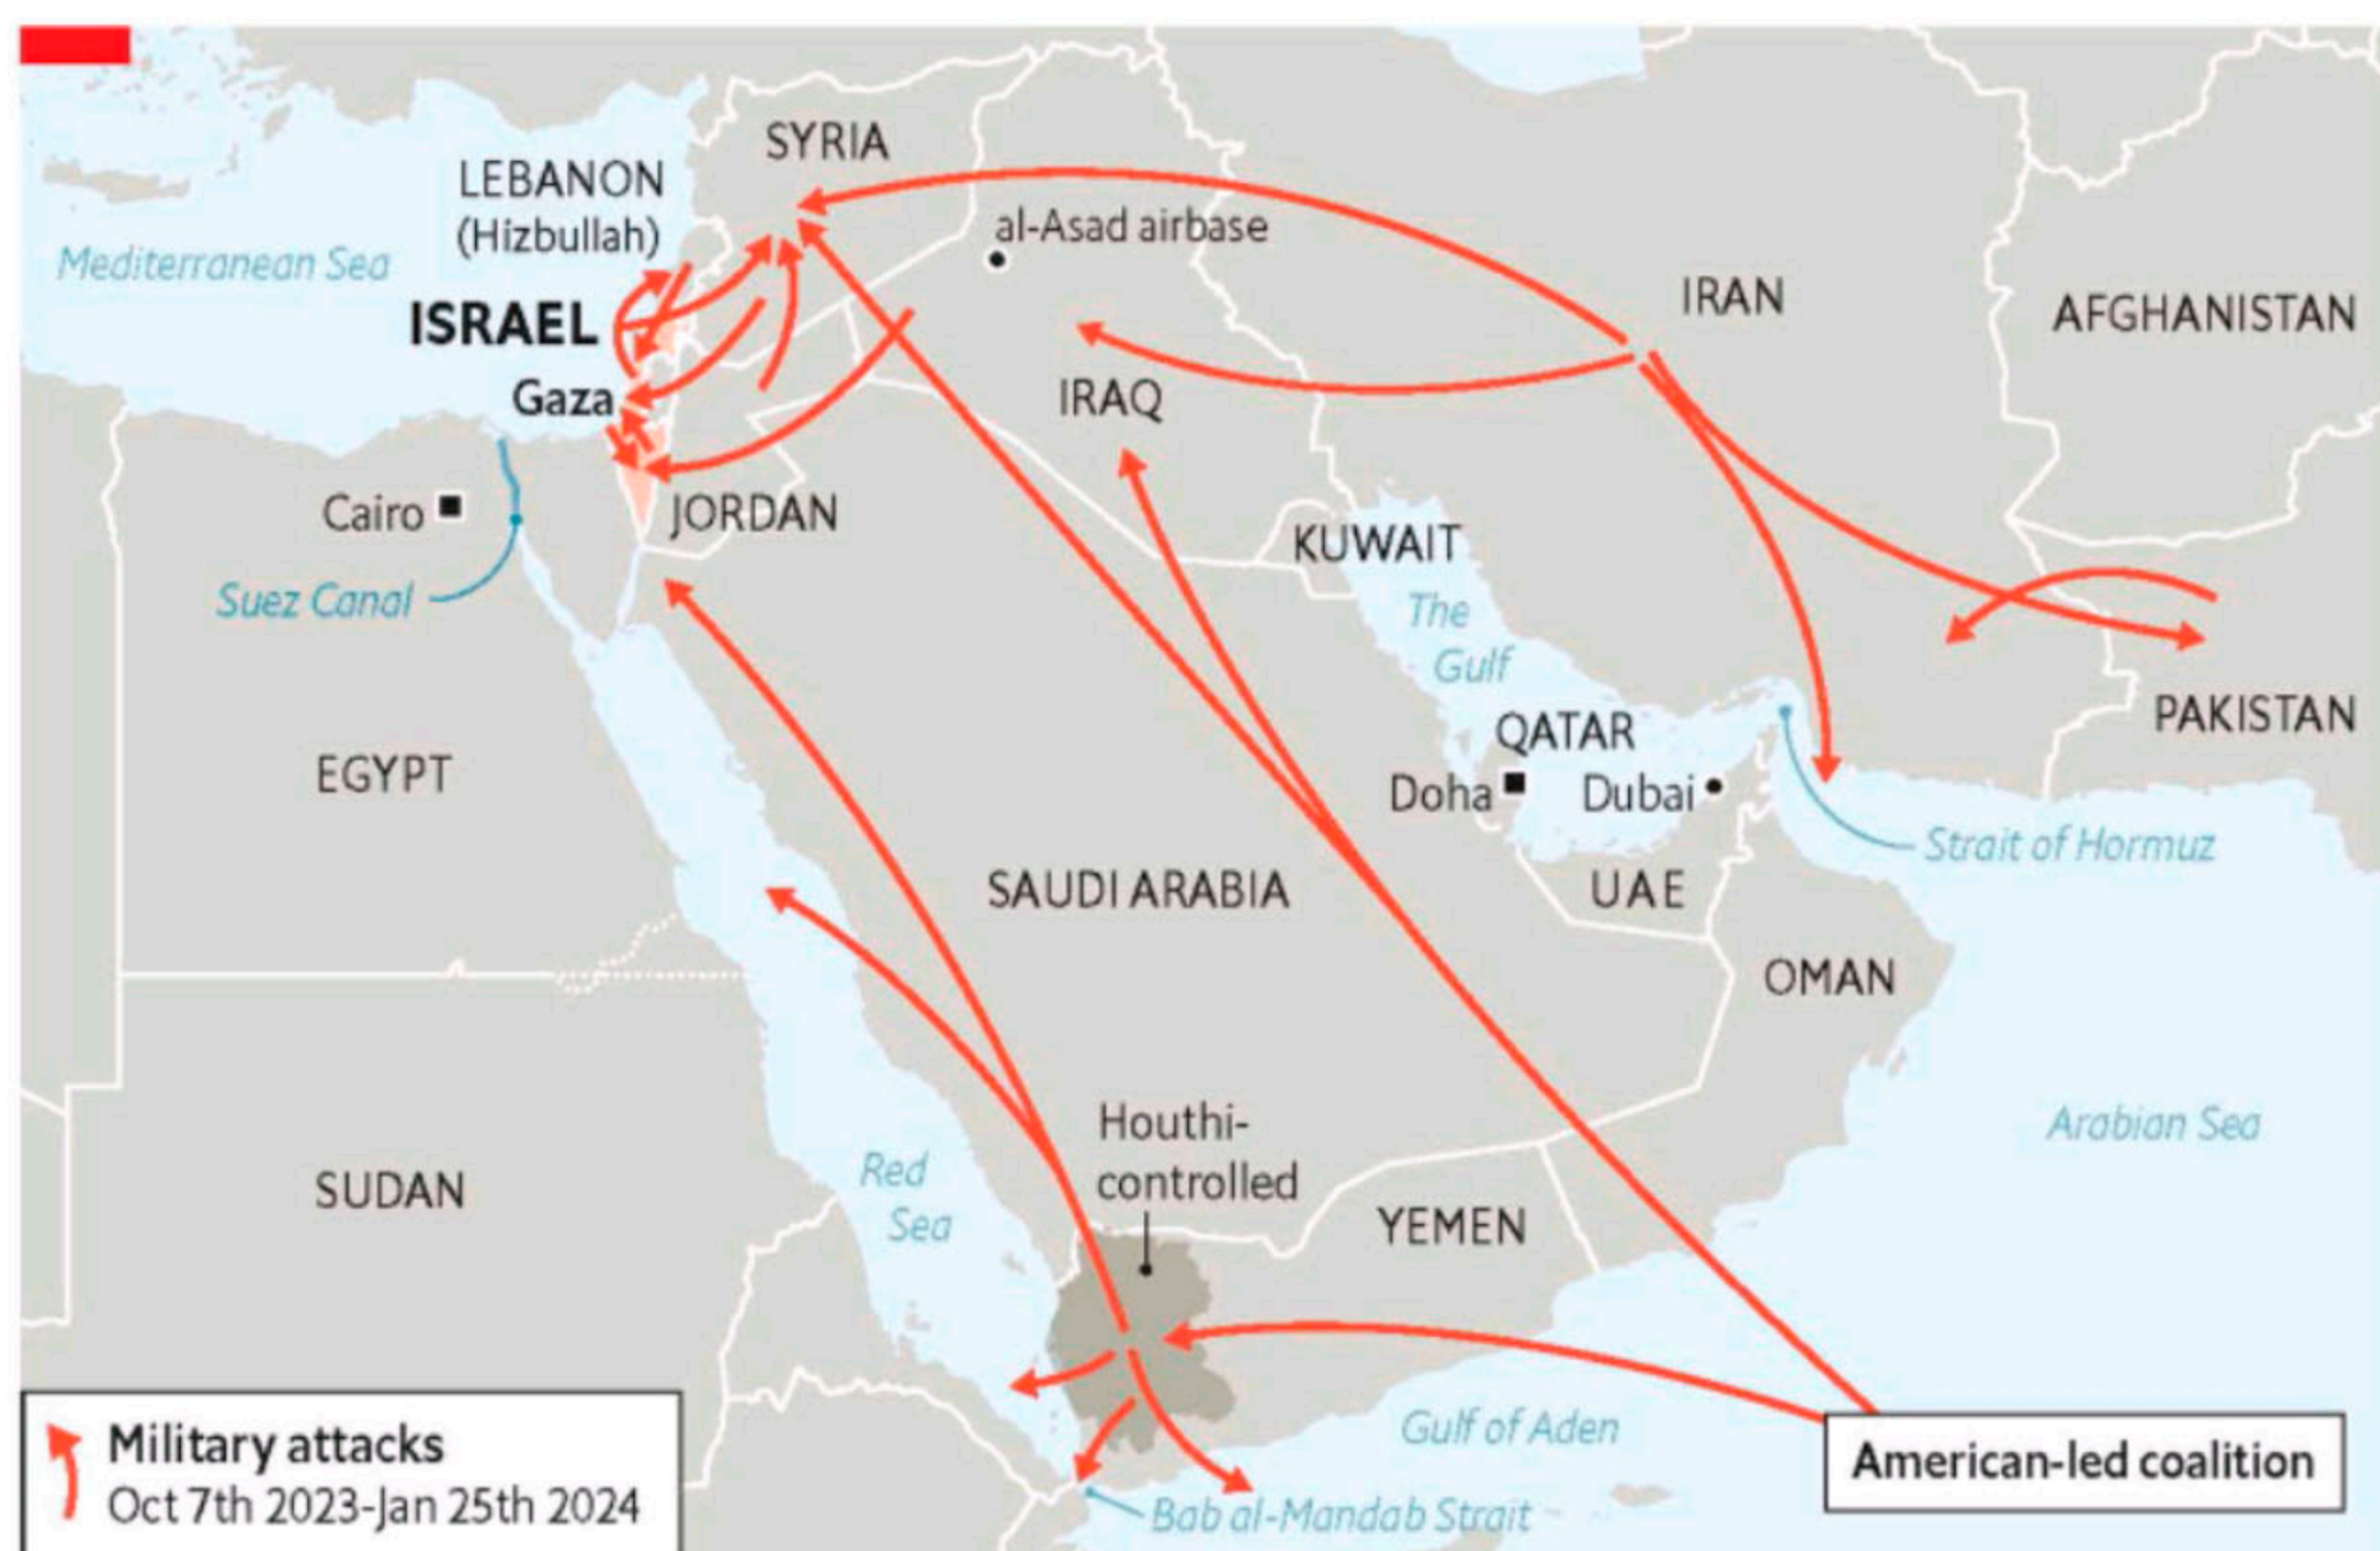 SYRIA
LEBANON
(Hizbullah)
al-Asad airbase
Mediterranean Sea
IRAN
AFGHANISTAN
ISRAEL
Gaza
IRAQ
Cairo
JORDAN
KUWAIT
Suez Canal
The
Gulf
QATAR
PAKISTAN
EGYPT
Doha
Dubai
Strait of Hormuz
SAUDI ARABIA
UAE
OMAN
Houthi-
controlled
Arabian Sea
Red
Sea
SUDAN
YEMEN
Gulf of Aden
American-led coalition
Bab al-Mandab Strait
Military attacks
Oct 7th 2023-Jan 25th 2024